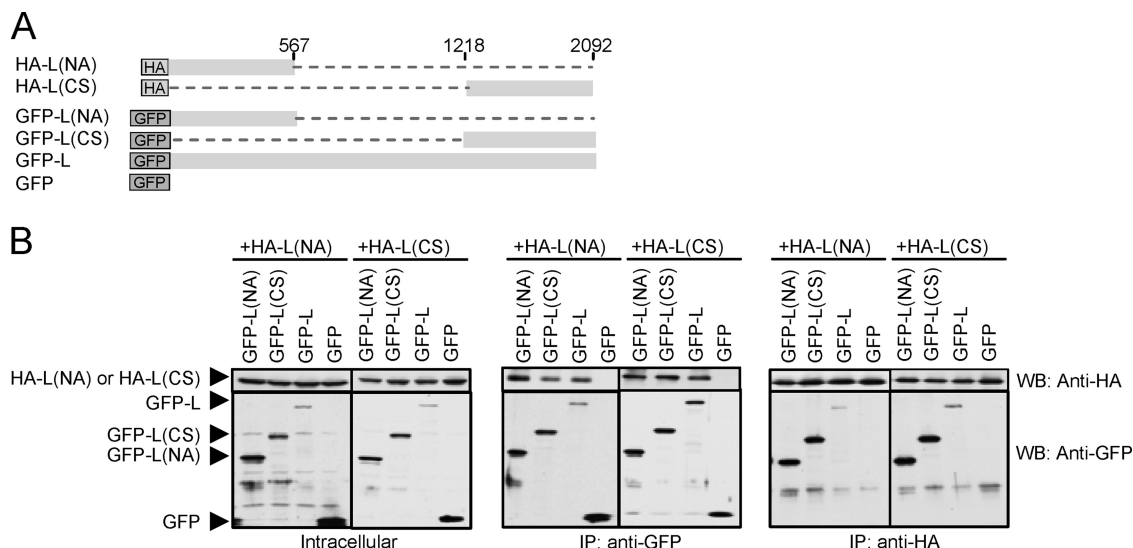 A
567 1218 2092
HA-L(NA) HA
HA-L(CS) HA
GFP-L(NA) GFP
GFP-L(CS) GFP
GFP-L GFP
GFP GFP
B
+HA-L(NA) +HA-L(CS) +HA-L(NA) +HA-L(CS) +HA-L(NA) +HA-L(CS)
GFP-L(NA) GFP-L(CS) GFP-L GFP GFP-L(NA) GFP-L(CS) GFP-L GFP GFP-L(NA) GFP-L(CS) GFP-L GFP GFP-L(NA) GFP-L(CS) GFP-L GFP GFP-L(NA) GFP-L(CS) GFP-L GFP GFP-L(NA) GFP-L(CS) GFP-L GFP
HA-L(NA) or HA-L(CS) WB: Anti-HA
GFP-L
GFP-L(CS)
GFP-L(NA) WB: Anti-GFP
GFP
Intracellular IP: anti-GFP IP: anti-HA